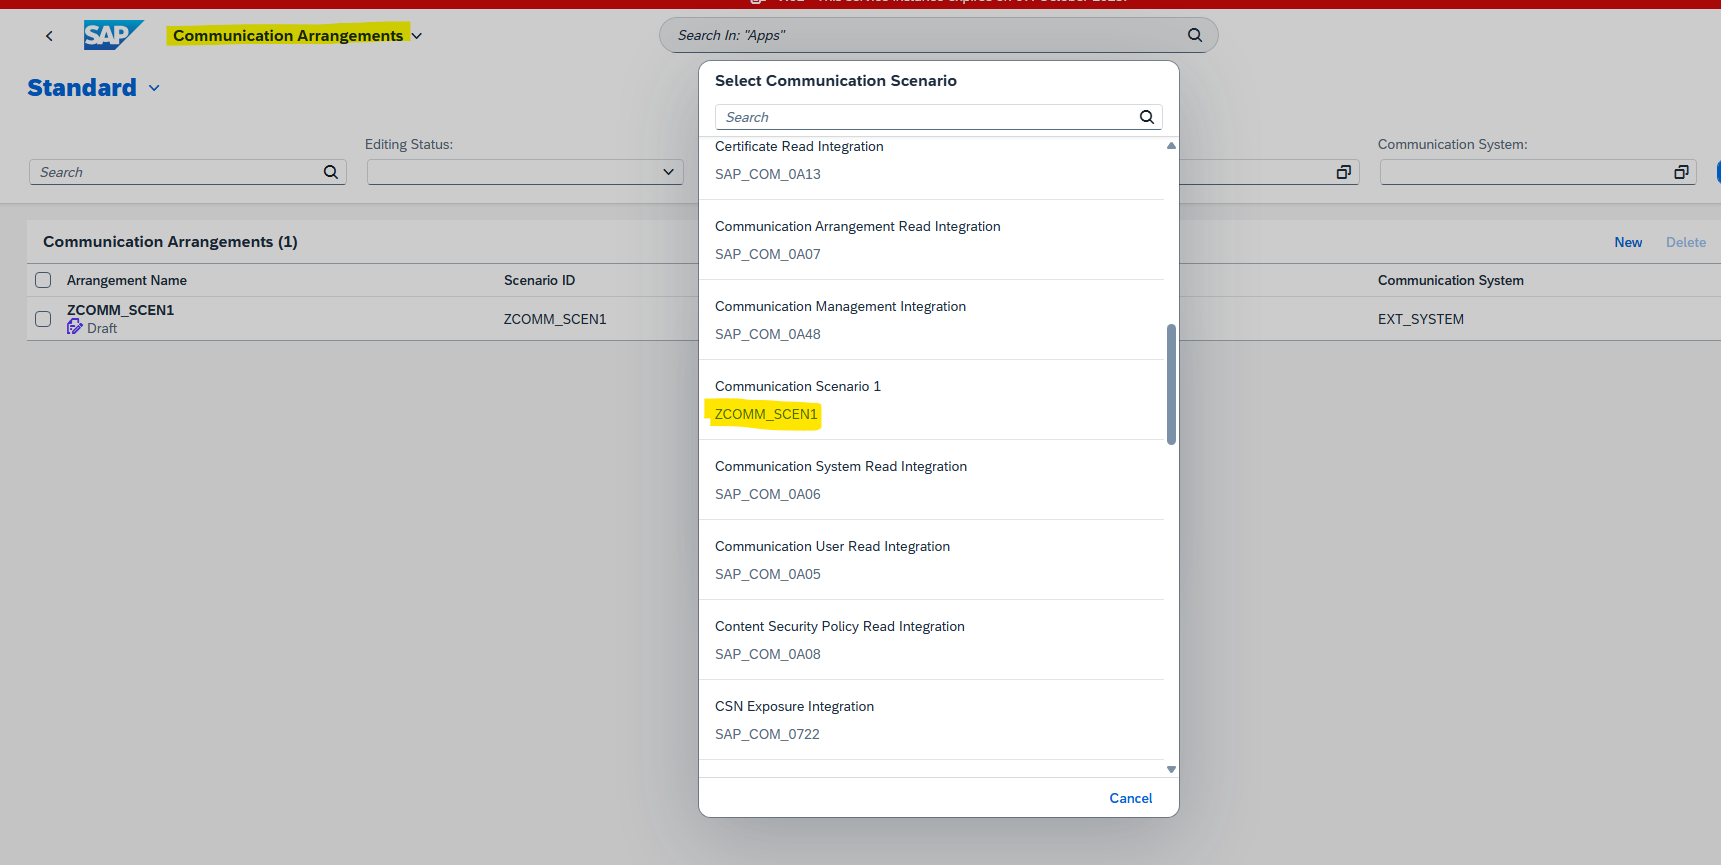 SAP
Communication Arrangements
Search In: "Apps"
Standard
Editing Status:
Communication System:
Search
Communication Arrangements (1)
New
Delete
Arrangement Name
Scenario ID
Communication System
ZCOMM_SCEN1
Draft
ZCOMM_SCEN1
EXT_SYSTEM
Select Communication Scenario
Search
Certificate Read Integration
SAP_COM_0A13
Communication Arrangement Read Integration
SAP_COM_0A07
Communication Management Integration
SAP_COM_0A48
Communication Scenario 1
ZCOMM_SCEN1
Communication System Read Integration
SAP_COM_0A06
Communication User Read Integration
SAP_COM_0A05
Content Security Policy Read Integration
SAP_COM_0A08
CSN Exposure Integration
SAP_COM_0722
Cancel